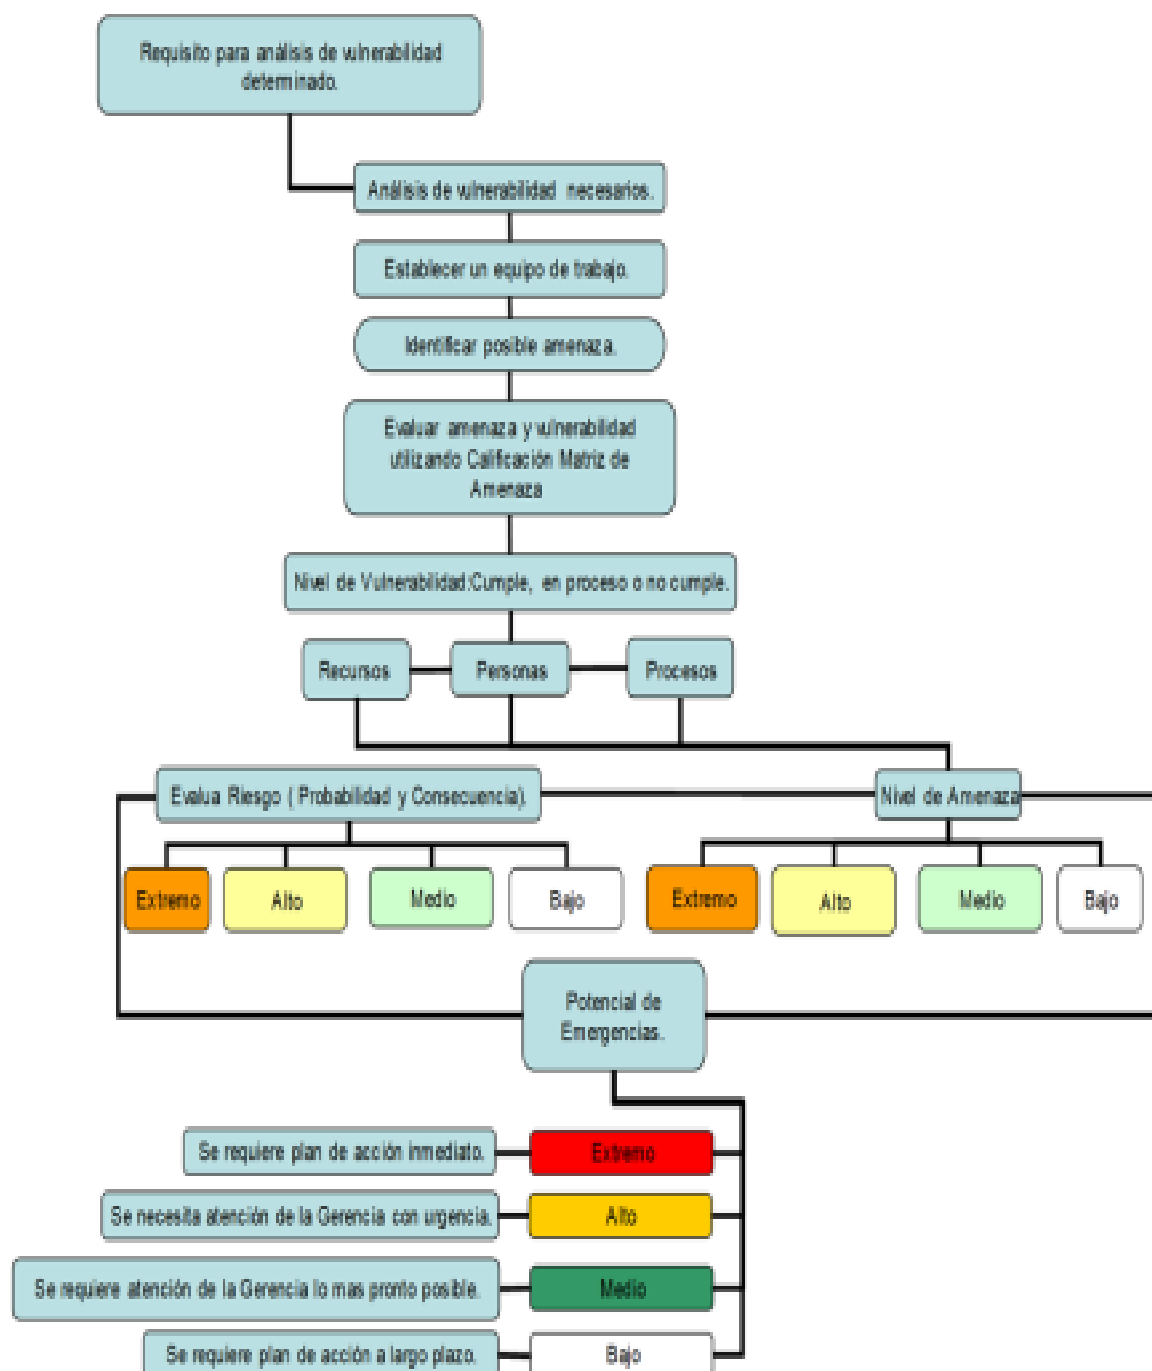 Requisito para análisis de vulnerabilidad
determinado.
Análisis de vulnerabilidad necesarios.
Establecer un equipo de trabajo.
Identificar posible amenaza.
Evaluar amenaza y vulnerabilidad
utilizando Calificación Matriz de
Amenaza
Nivel de Vulnerabilidad:Cumple, en proceso o no cumple.
Recursos
Personas
Procesos
Evalua Riesgo ( Probabilidad y Consecuencia).
Nivel de Amenaza
Extremo
Alto
Medio
Bajo
Extremo
Alto
Medio
Bajo
Potencial de
Emergencias.
Se requiere plan de acción inmediato.
Extremo
Se necesita atención de la Gerencia con urgencia.
Alto
Se requiere atención de la Gerencia lo mas pronto posible.
Medio
Se requiere plan de acción a largo plazo.
Bajo